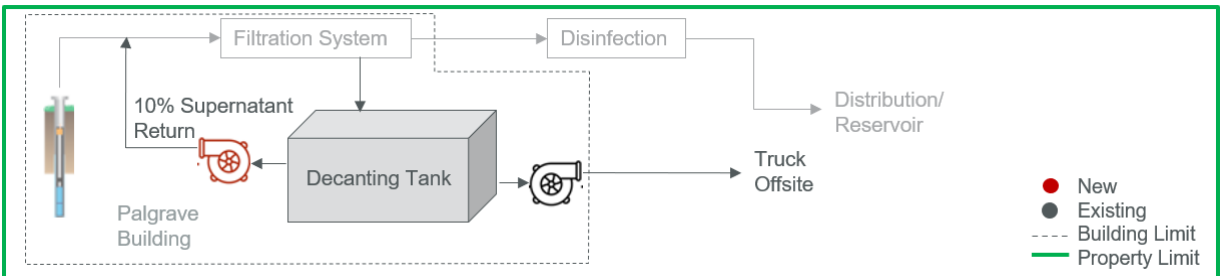 Filtration System
Disinfection
10% Supernatant
Return
Distribution/
Reservoir
Decanting Tank
Truck
Offsite
Palgrave
Building
New
Existing
Building Limit
Property Limit